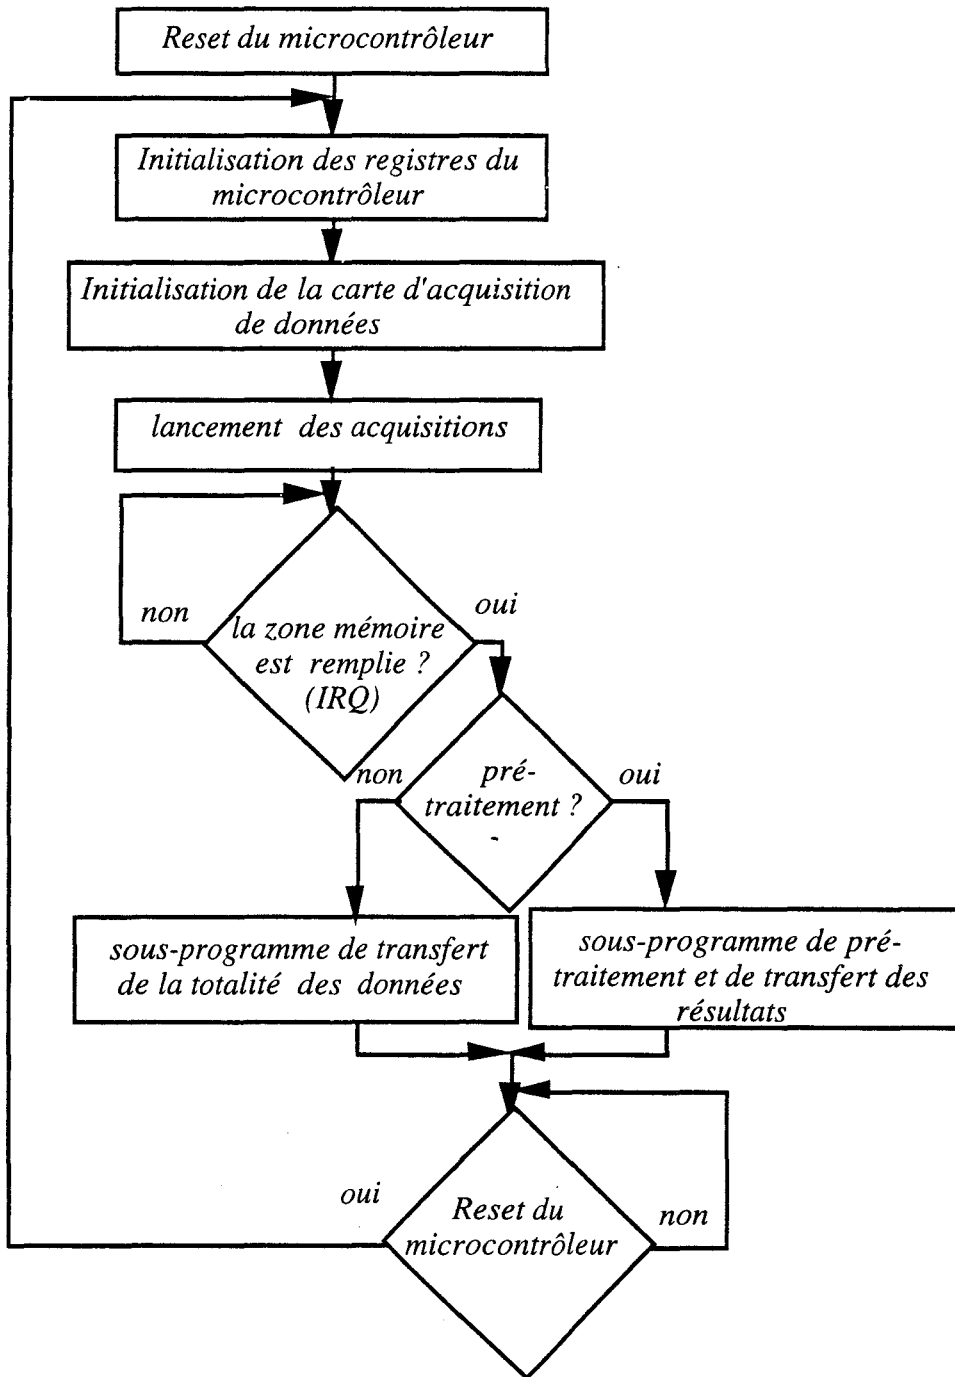 Reset du microcontrôleur
Initialisation des registres du
microcontrôleur
Initialisation de la carte d'acquisition
de données
lancement des acquisitions
non
oui
la zone mémoire
est remplie ?
(IRQ)
non
pré-
traitement ?
oui
sous-programme de transfert
de la totalité des données
sous-programme de pré-
traitement et de transfert des
résultats
oui
Reset du
microcontrôleur
non